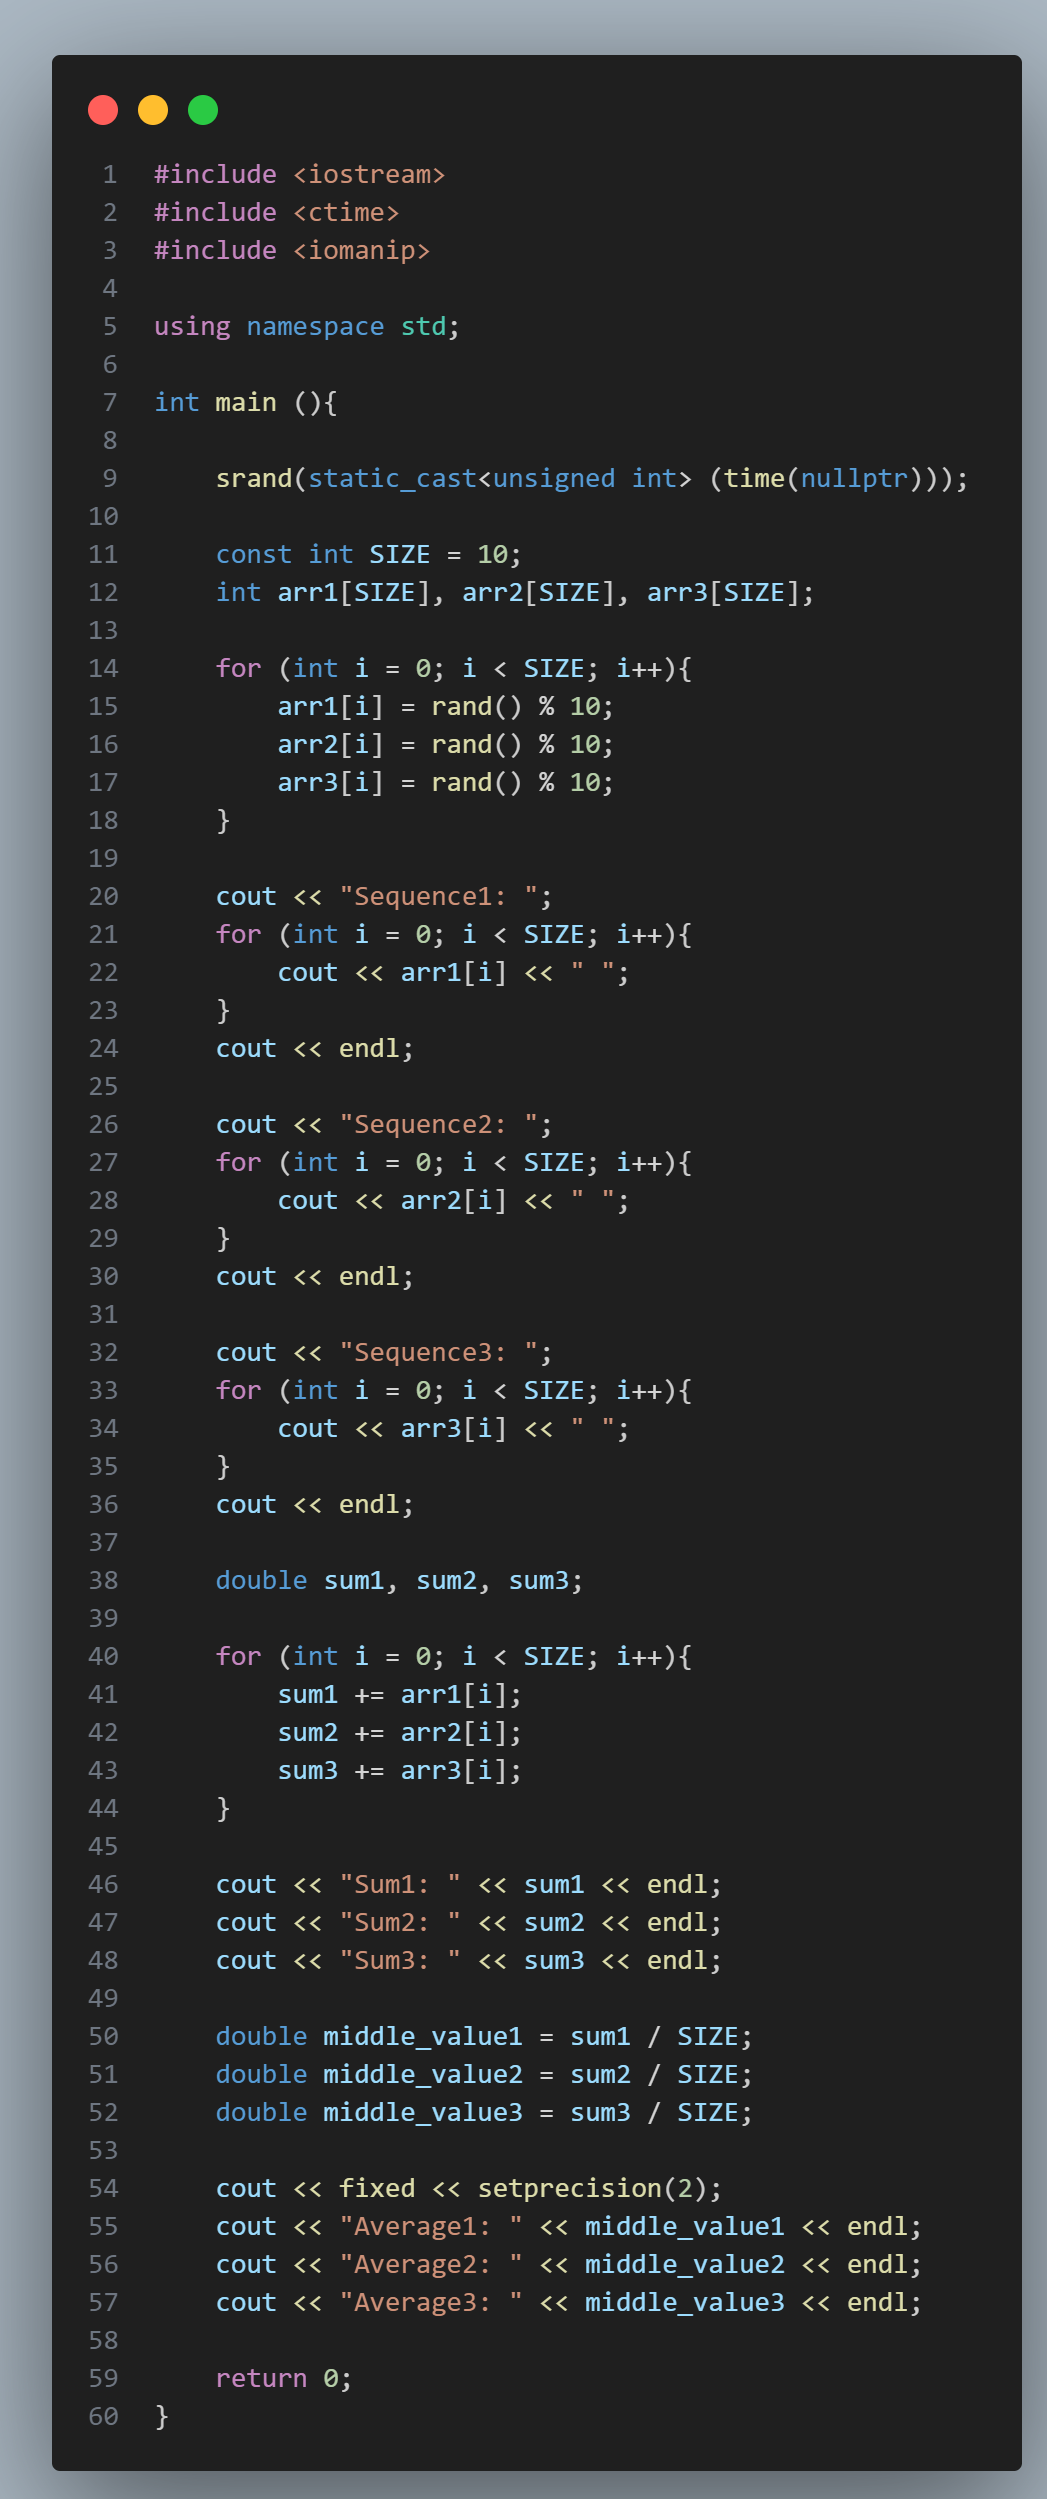 1 #include <iostream>
2 #include <ctime>
3 #include <iomanip>
4
5 using namespace std;
6
7 int main (){
8
9     srand(static_cast<unsigned int> (time(nullptr)));
10
11     const int SIZE = 10;
12     int arr1[SIZE], arr2[SIZE], arr3[SIZE];
13
14     for (int i = 0; i < SIZE; i++){
15         arr1[i] = rand() % 10;
16         arr2[i] = rand() % 10;
17         arr3[i] = rand() % 10;
18     }
19
20     cout << "Sequence1: ";
21     for (int i = 0; i < SIZE; i++){
22         cout << arr1[i] << " ";
23     }
24     cout << endl;
25
26     cout << "Sequence2: ";
27     for (int i = 0; i < SIZE; i++){
28         cout << arr2[i] << " ";
29     }
30     cout << endl;
31
32     cout << "Sequence3: ";
33     for (int i = 0; i < SIZE; i++){
34         cout << arr3[i] << " ";
35     }
36     cout << endl;
37
38     double sum1, sum2, sum3;
39
40     for (int i = 0; i < SIZE; i++){
41         sum1 += arr1[i];
42         sum2 += arr2[i];
43         sum3 += arr3[i];
44     }
45
46     cout << "Sum1: " << sum1 << endl;
47     cout << "Sum2: " << sum2 << endl;
48     cout << "Sum3: " << sum3 << endl;
49
50     double middle_value1 = sum1 / SIZE;
51     double middle_value2 = sum2 / SIZE;
52     double middle_value3 = sum3 / SIZE;
53
54     cout << fixed << setprecision(2);
55     cout << "Average1: " << middle_value1 << endl;
56     cout << "Average2: " << middle_value2 << endl;
57     cout << "Average3: " << middle_value3 << endl;
58
59     return 0;
60 }